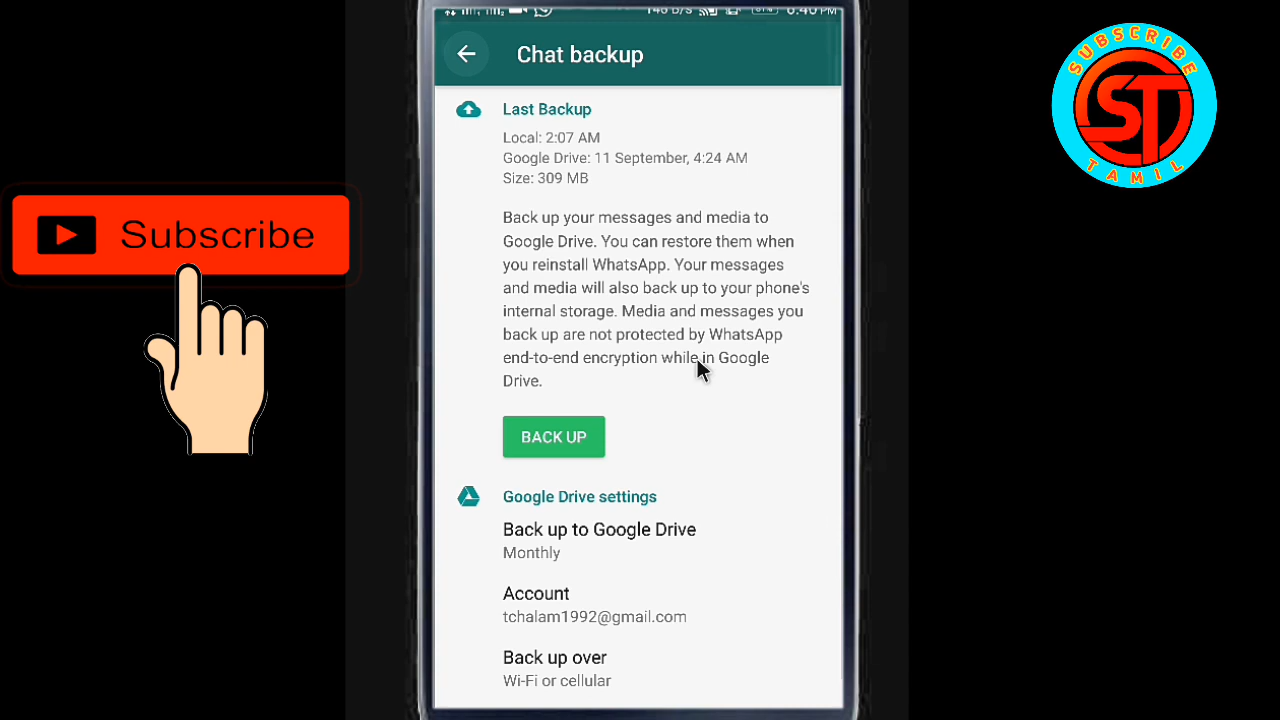 Chat backup
Last Backup
Local: 2:07 AM
Google Drive: 11 September, 4:24 AM
Size: 309 MB
Back up your messages and media to
Google Drive. You can restore them when
you reinstall WhatsApp. Your messages
and media will also back up to your phone's
internal storage. Media and messages you
back up are not protected by WhatsApp
end-to-end encryption while in Google
Drive.
BACK UP
Google Drive settings
Back up to Google Drive
Monthly
Account
tchalam1992@gmail.com
Back up over
Wi-Fi or cellular
Subscribe
SUBSCRIBE
ST
TAMIL